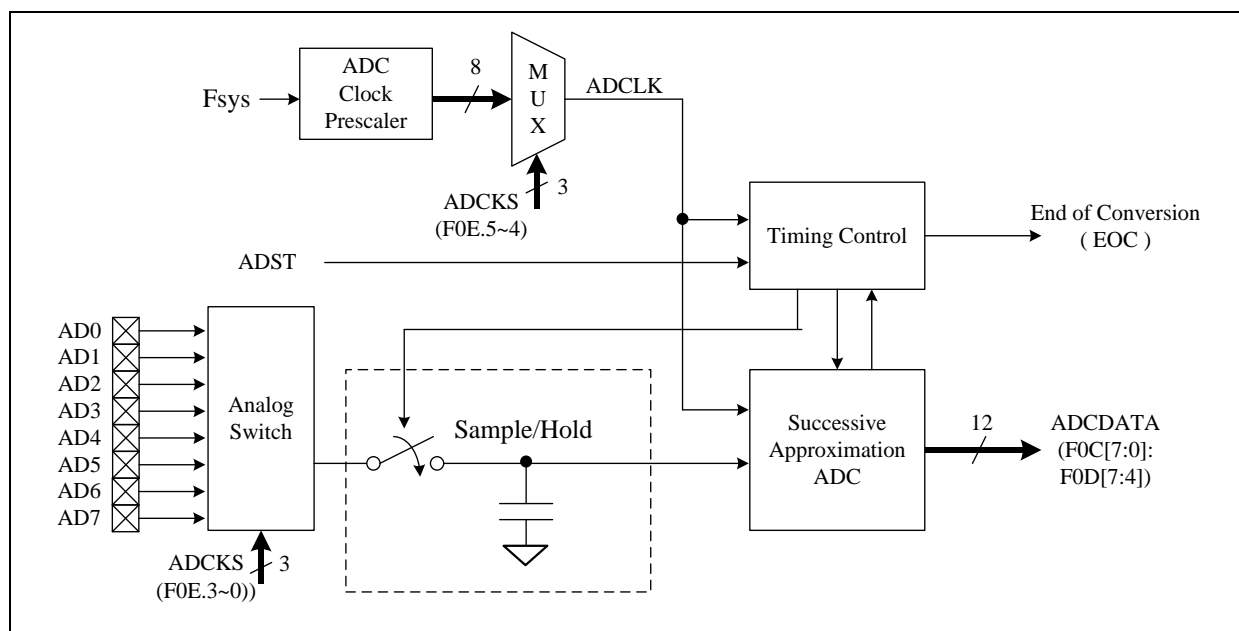 ADC
Clock
Prescaler
Fsys
8
M
U
X
ADCLK
3
ADCKS
(F0E.5~4)
Timing Control
End of Conversion
( EOC )
ADST
AD0
AD1
AD2
AD3
AD4
AD5
AD6
AD7
Analog
Switch
Sample/Hold
Successive
Approximation
ADC
12
ADCDATA
(F0C[7:0]:
F0D[7:4])
ADCKS
3
(F0E.3~0))